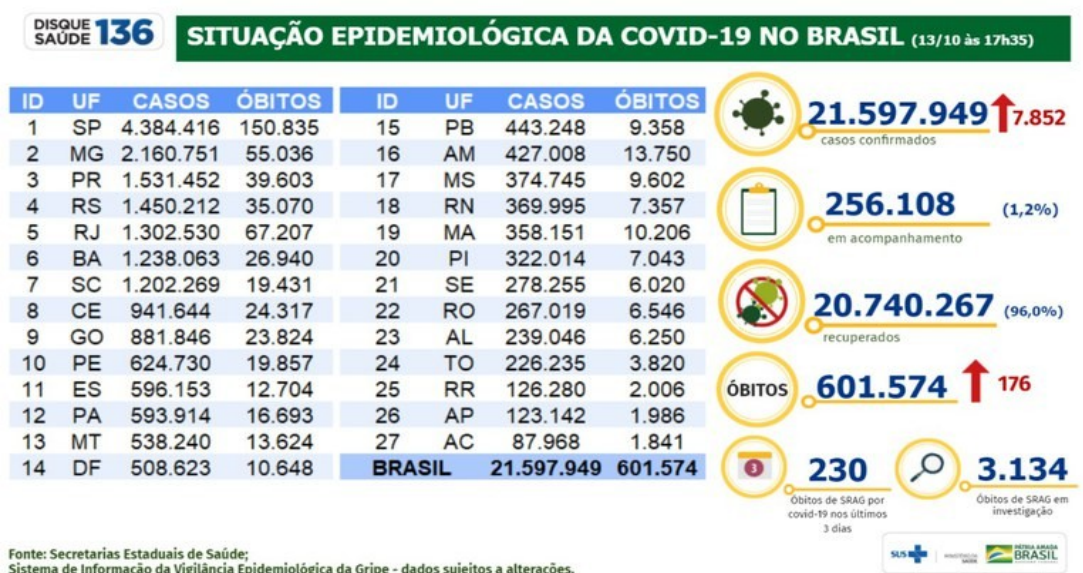 DISQUE
SAÚDE 136
SITUAÇÃO EPIDEMIOLÓGICA DA COVID-19 NO BRASIL (13/10 às 17h35)
ID UF CASOS ÓBITOS ID UF CASOS ÓBITOS
1 SP 4.384.416 150.835 15 PB 443.248 9.358
2 MG 2.160.751 55.036 16 AM 427.008 13.750
3 PR 1.531.452 39.603 17 MS 374.745 9.602
4 RS 1.450.212 35.070 18 RN 369.995 7.357
5 RJ 1.302.530 67.207 19 MA 358.151 10.206
6 BA 1.238.063 26.940 20 PI 322.014 7.043
7 SC 1.202.269 19.431 21 SE 278.255 6.020
8 CE 941.644 24.317 22 RO 267.019 6.546
9 GO 881.846 23.824 23 AL 239.046 6.250
10 PE 624.730 19.857 24 TO 226.235 3.820
11 ES 596.153 12.704 25 RR 126.280 2.006
12 PA 593.914 16.693 26 AP 123.142 1.986
13 MT 538.240 13.624 27 AC 87.968 1.841
14 DF 508.623 10.648 BRASIL 21.597.949 601.574
21.597.949 7.852
casos confirmados
256.108 (1,2%)
em acompanhamento
20.740.267 (96,0%)
recuperados
ÓBITOS 601.574 176
3
230
Óbitos de SRAG por
covid-19 nos últimos
3 dias
3.134
Óbitos de SRAG em
investigação
Fonte: Secretarias Estaduais de Saúde;
Sistema de Informação da Vigilância Epidemiológica da Gripe - dados sujeitos a alterações.
SUS
PÁTRIA AMADA
BRASIL